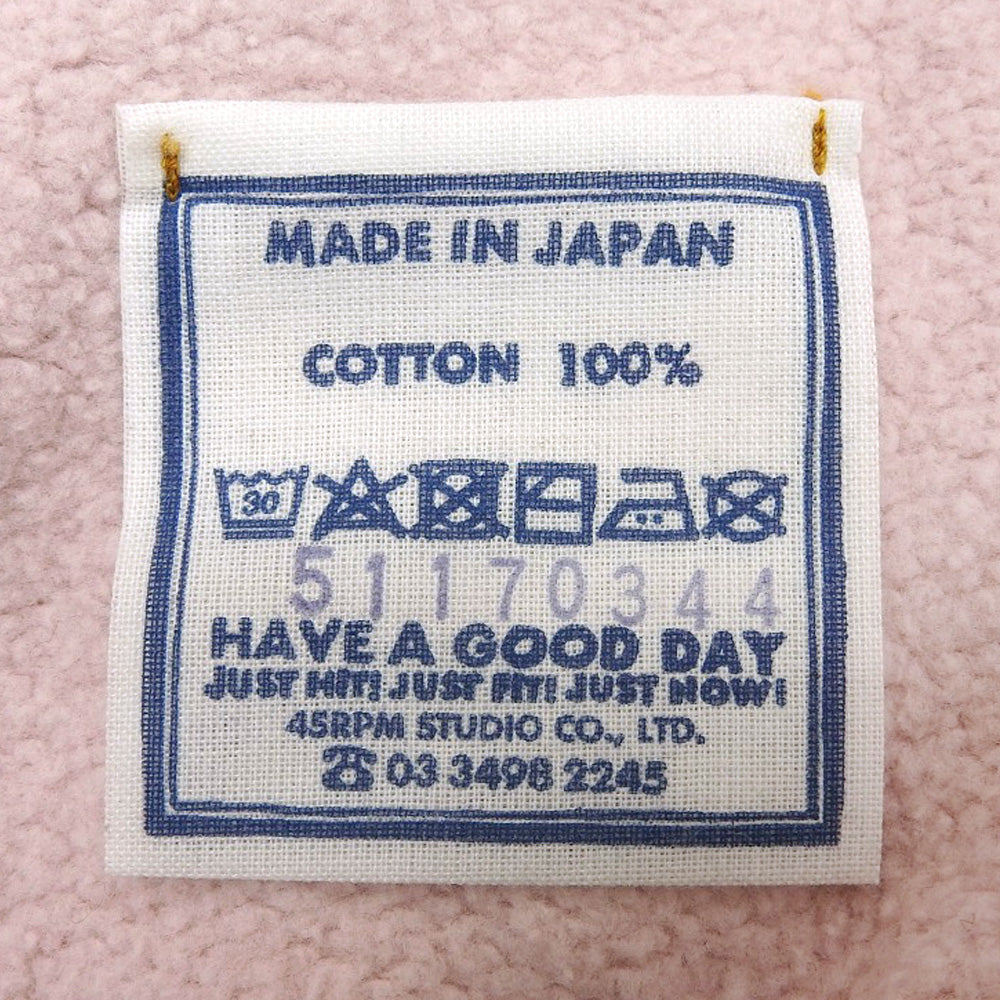 MADE IN JAPAN
COTTON 100%
30
51170344
HAVE A GOOD DAY
JUST HIT! JUST FIT! JUST NOW!
45RPM STUDIO CO., LTD.
☎ 03 3498 2245